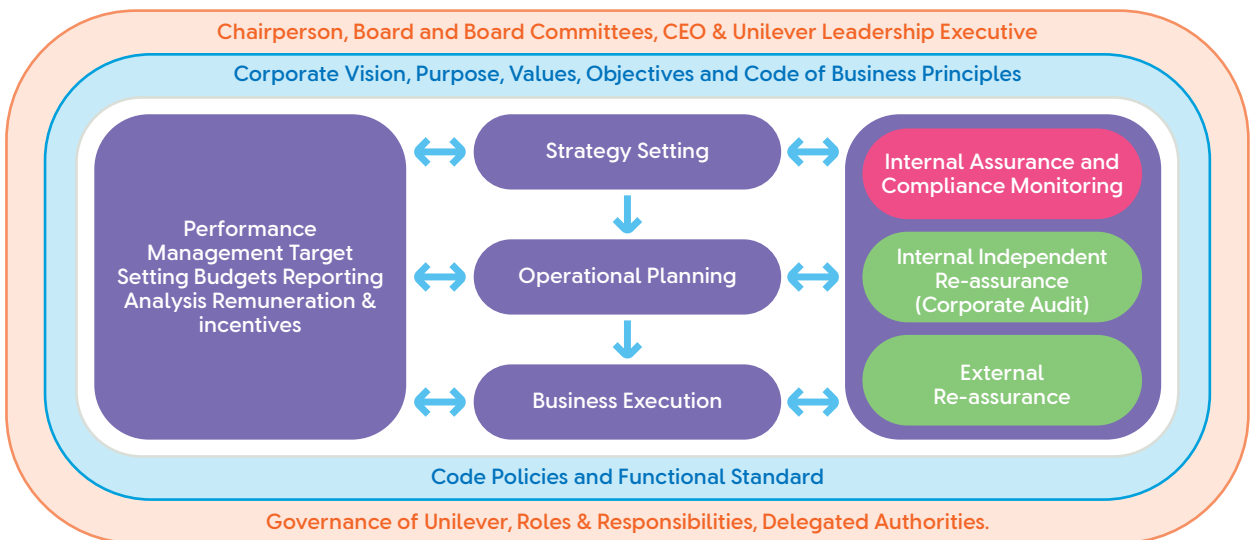 Chairperson, Board and Board Committees, CEO & Unilever Leadership Executive
Corporate Vision, Purpose, Values, Objectives and Code of Business Principles
Performance
Management Target
Setting Budgets Reporting
Analysis Remuneration &
incentives
Strategy Setting
Operational Planning
Business Execution
Internal Assurance and
Compliance Monitoring
Internal Independent
Re-assurance
(Corporate Audit)
External
Re-assurance
Code Policies and Functional Standard
Governance of Unilever, Roles & Responsibilities, Delegated Authorities.